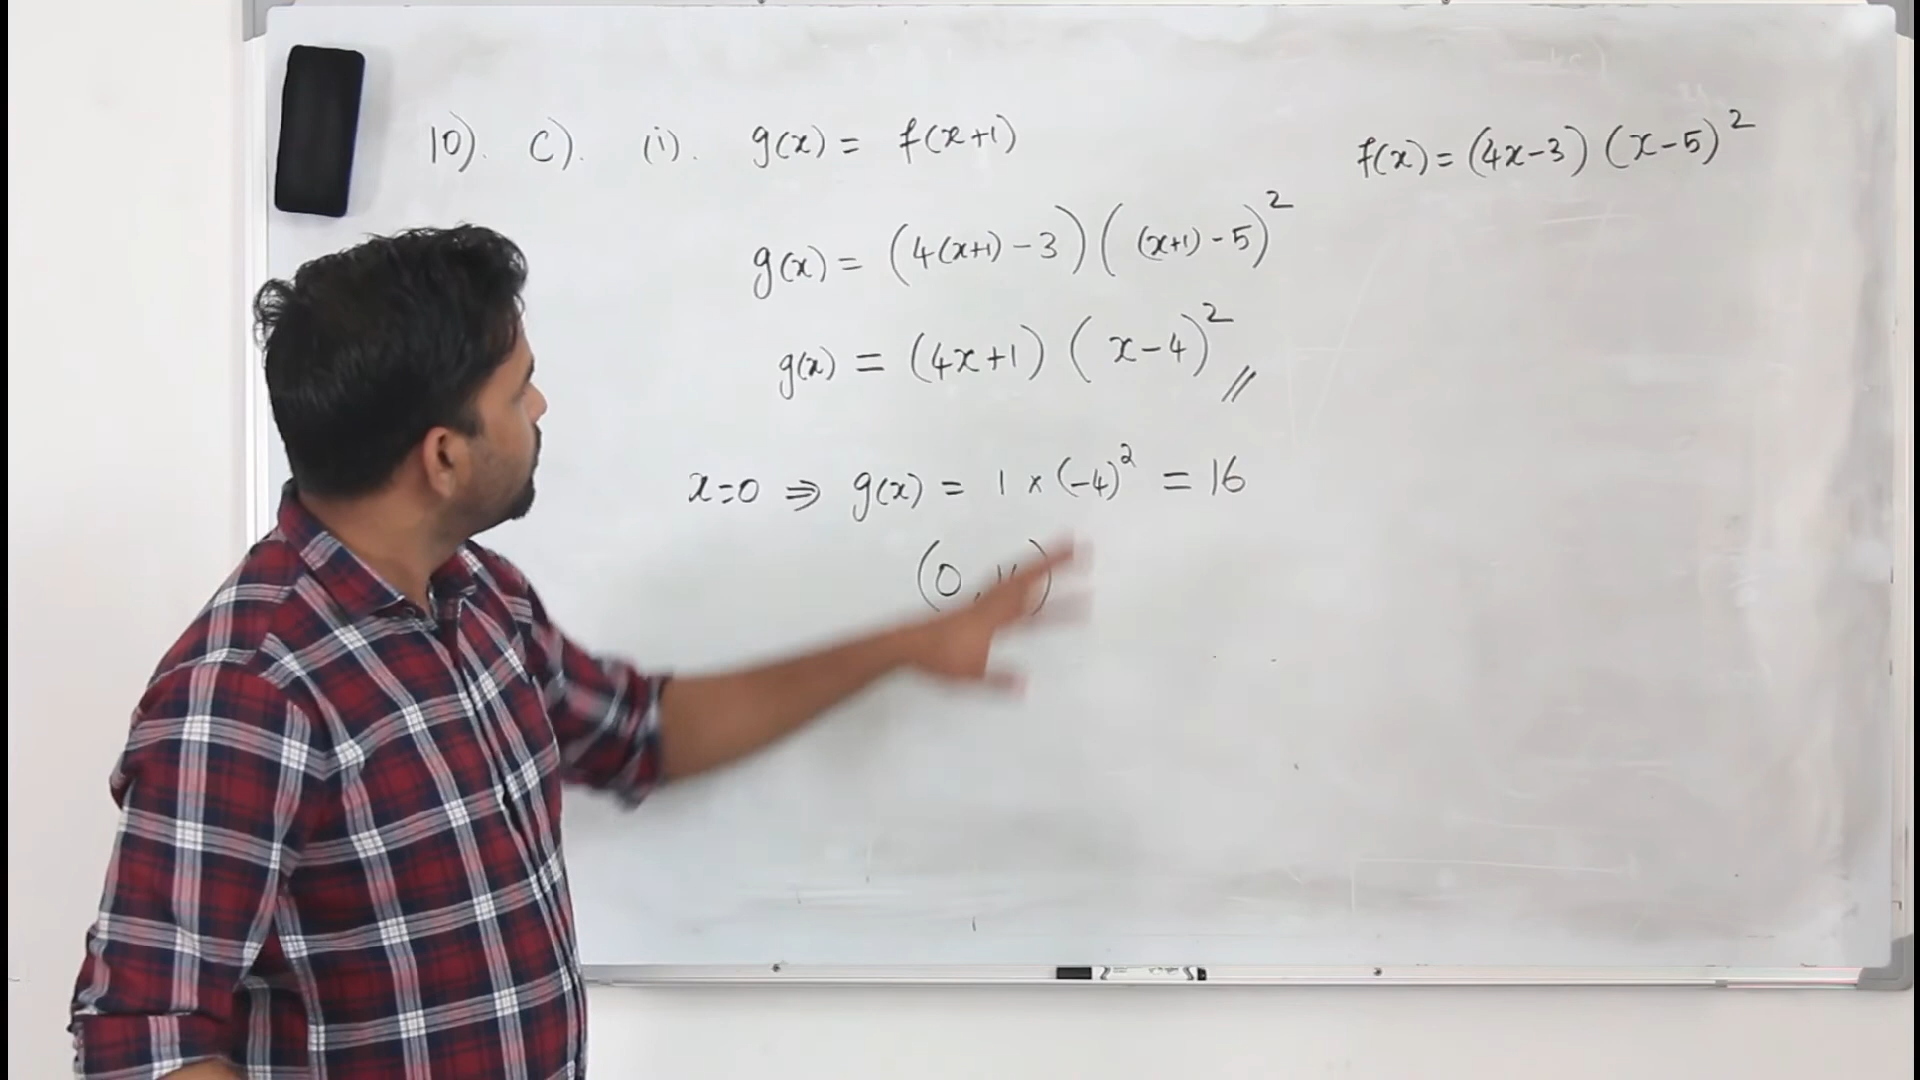 10). C). (i). g(x) = f(x+1)
f(x) = (4x-3) (x-5)²
g(x) = (4(x+1) - 3) ((x+1) - 5)²
g(x) = (4x+1) (x-4)² //
x=0 ⇒ g(x) = 1 × (-4)² = 16
(0,